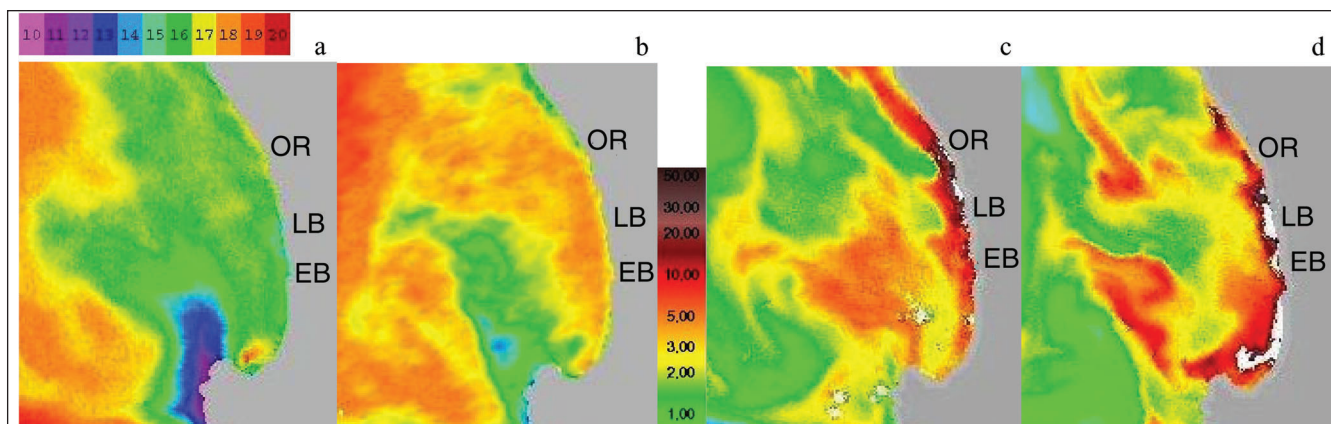 10 11 12 13 14 15 16 17 18 19 20
a
b
c
d
OR
LB
EB
OR
LB
EB
50,00
30,00
20,00
10,00
5,00
3,00
2,00
1,00
OR
LB
EB
OR
LB
EB